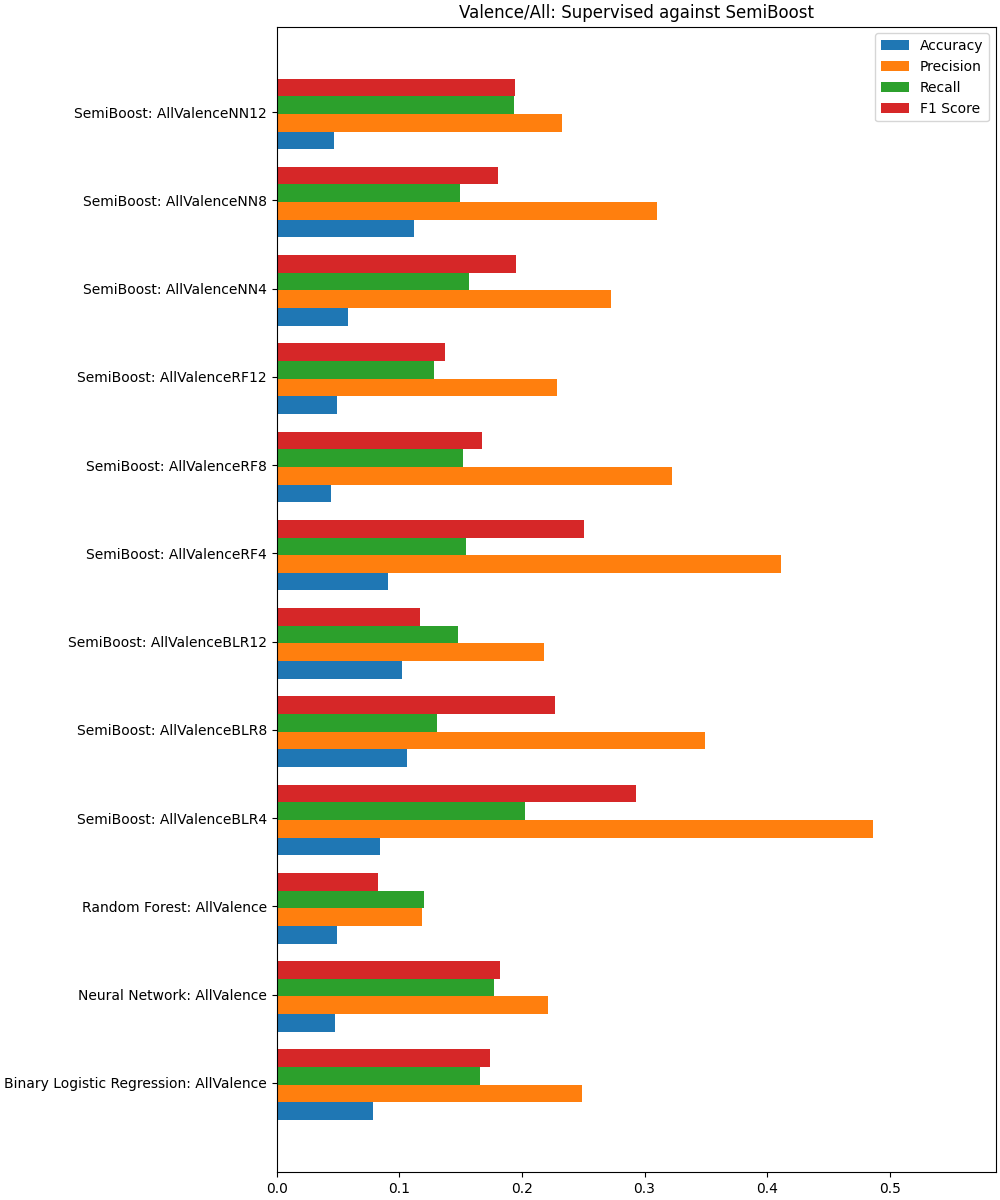 Valence/All: Supervised against SemiBoost
Accuracy
Precision
Recall
F1 Score
SemiBoost: AllValenceNN12
SemiBoost: AllValenceNN8
SemiBoost: AllValenceNN4
SemiBoost: AllValenceRF12
SemiBoost: AllValenceRF8
SemiBoost: AllValenceRF4
SemiBoost: AllValenceBLR12
SemiBoost: AllValenceBLR8
SemiBoost: AllValenceBLR4
Random Forest: AllValence
Neural Network: AllValence
Binary Logistic Regression: AllValence
0.0 0.1 0.2 0.3 0.4 0.5